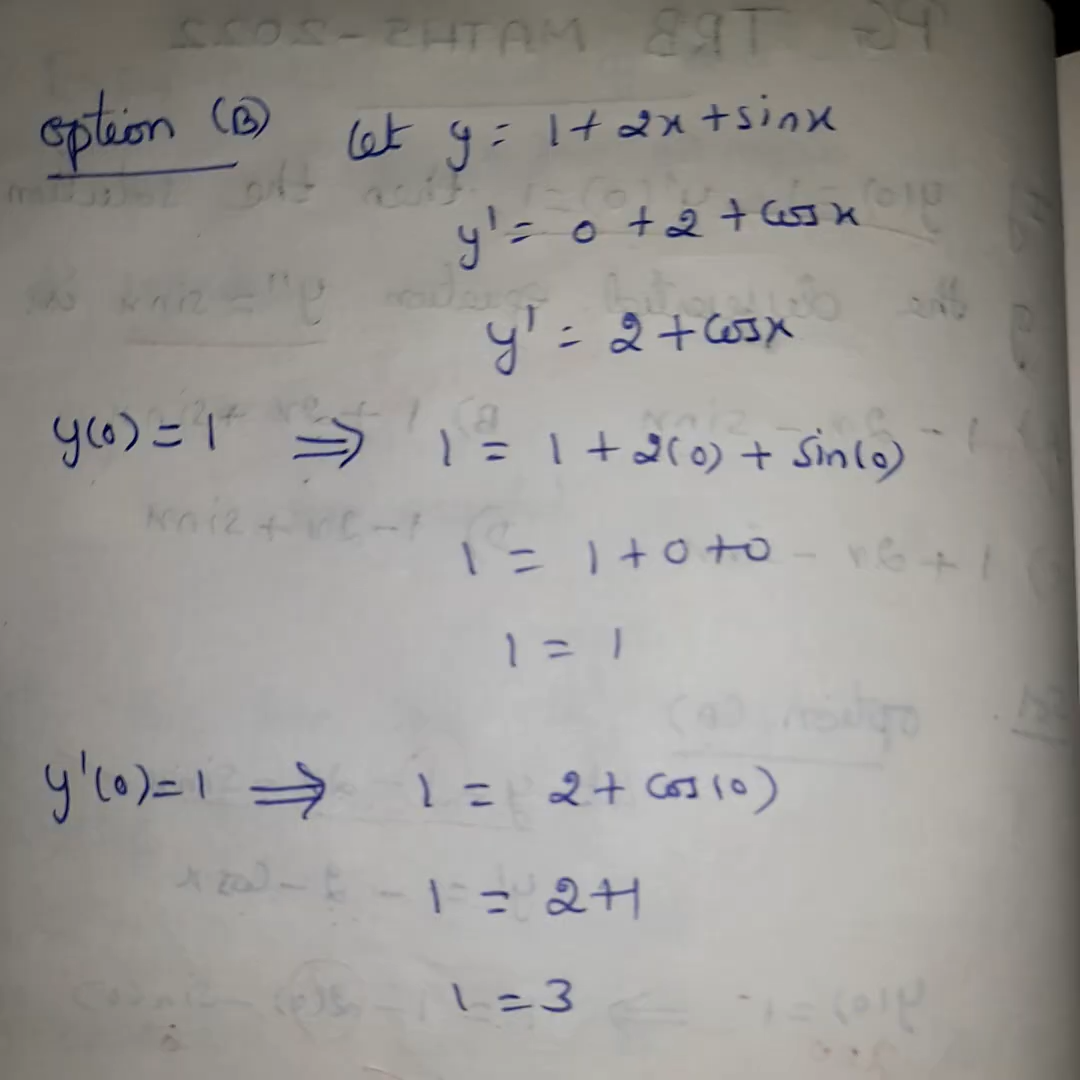 option (B) let y = 1 + 2x + sinx
y' = 0 + 2 + cosx
y' = 2 + cosx
y(0) = 1 ⇒ 1 = 1 + 2(0) + sin(0)
1 = 1 + 0 + 0
1 = 1
y'(0) = 1 ⇒ 1 = 2 + cos(0)
1 = 2 + 1
1 = 3